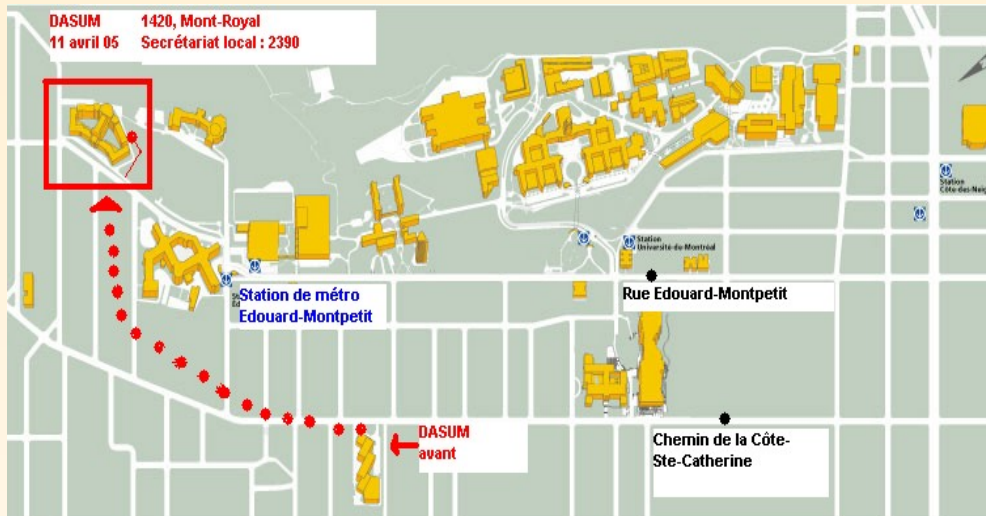 DASUM 1420, Mont-Royal
11 avril 05 Secrétariat local : 2390
Station
Côte-des-Neig
Station
Université-de-Montréal
Station de métro
Edouard-Montpetit
Rue Edouard-Montpetit
DASUM
avant
Chemin de la Côte-
Ste-Catherine